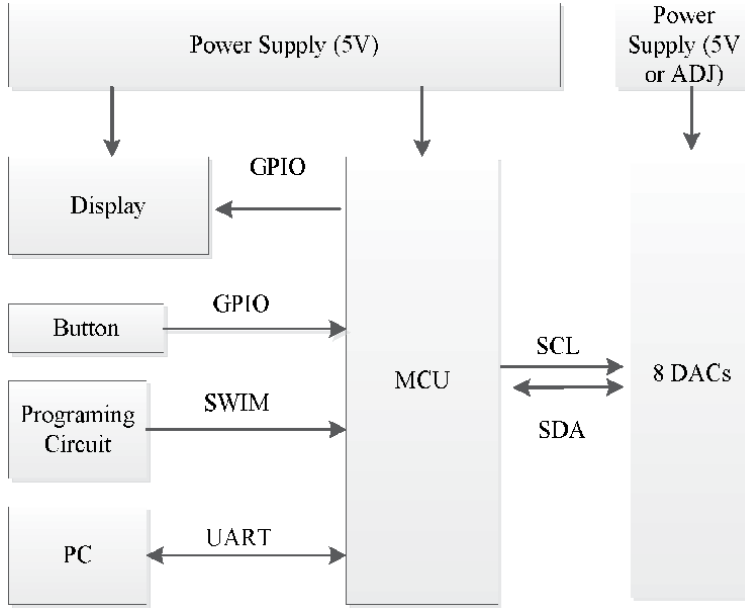 Power Supply (5V)
Power
Supply (5V
or ADJ)
GPIO
Display
GPIO
Button
SCL
MCU
8 DACs
SWIM
Programing
Circuit
SDA
UART
PC